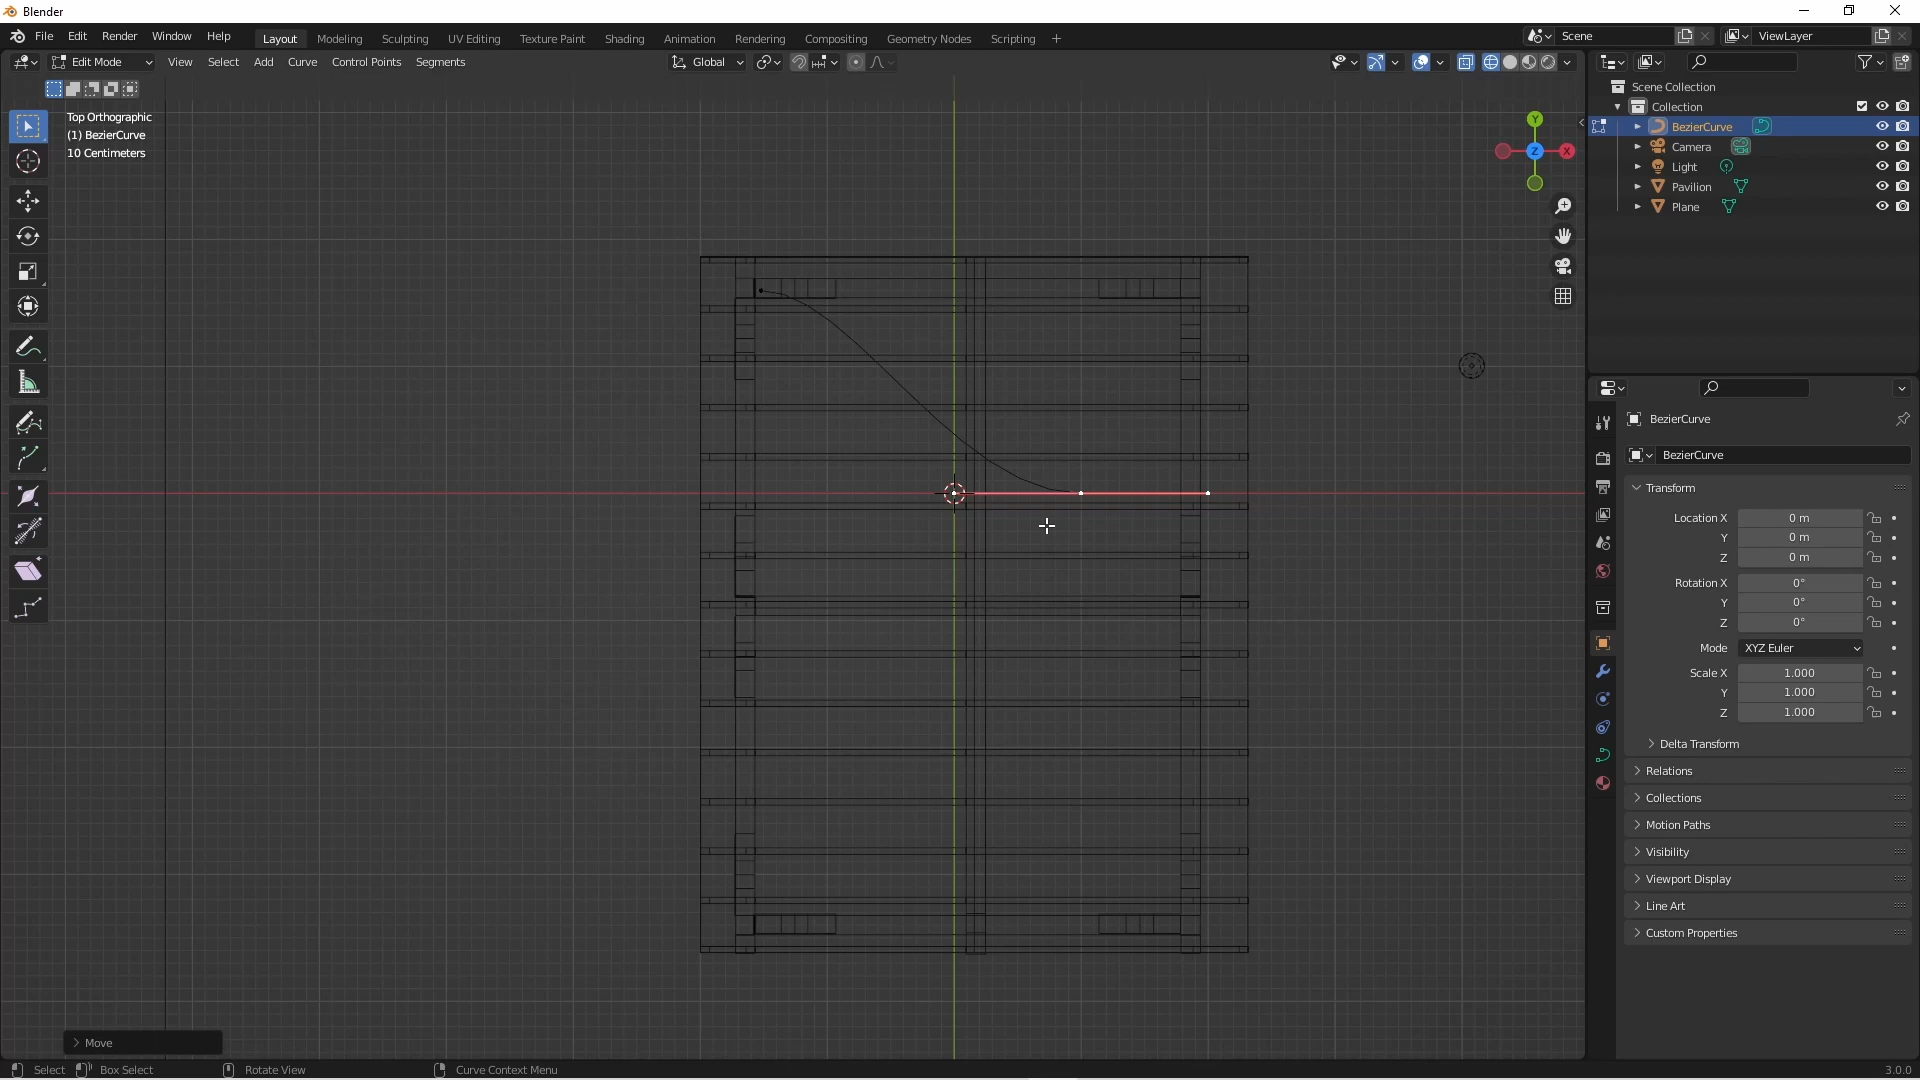 Blender
File Edit Render Window Help
Layout Modeling Sculpting UV Editing Texture Paint Shading Animation Rendering Compositing Geometry Nodes Scripting +
Scene
ViewLayer
Edit Mode View Select Add Curve Control Points Segments
Global
Top Orthographic
(1) BezierCurve
10 Centimeters
Y
Z
X
Scene Collection
Collection
BezierCurve
Camera
Light
Pavilion
Plane
BezierCurve
BezierCurve
Transform
Location X 0 m
Y 0 m
Z 0 m
Rotation X 0°
Y 0°
Z 0°
Mode XYZ Euler
Scale X 1.000
Y 1.000
Z 1.000
Delta Transform
Relations
Collections
Motion Paths
Visibility
Viewport Display
Line Art
Custom Properties
Move
Select Box Select Rotate View Curve Context Menu 3.0.0